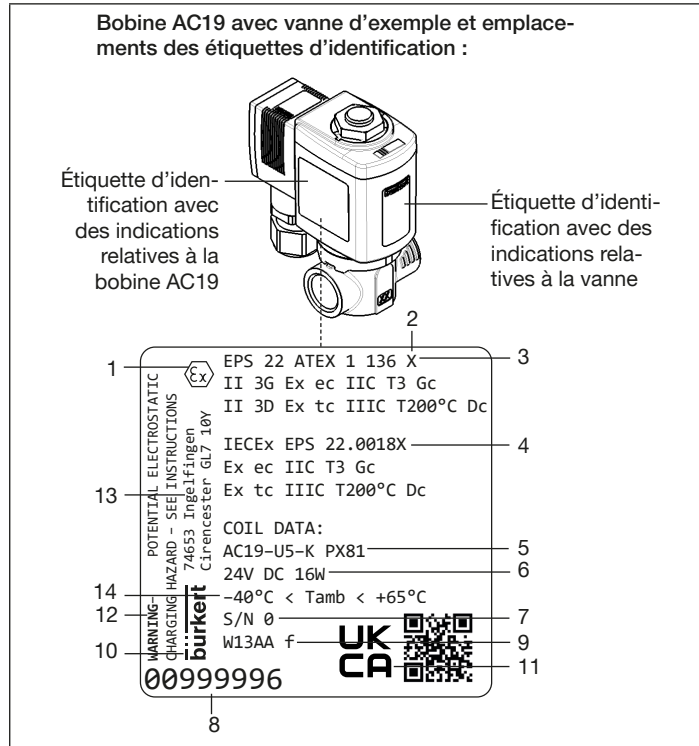 Bobine AC19 avec vanne d'exemple et emplace-
ments des étiquettes d'identification :
Étiquette d'iden-
tification avec
des indications
relatives à la
bobine AC19
Étiquette d'identi-
fication avec des
indications rela-
tives à la vanne
2
1
3
4
13
5
6
14
7
12
9
10
11
8
Ex
EPS 22 ATEX 1 136 X
II 3G Ex ec IIC T3 Gc
II 3D Ex tc IIIC T200°C Dc
IECEx EPS 22.0018X
Ex ec IIC T3 Gc
Ex tc IIIC T200°C Dc
COIL DATA:
AC19-U5-K PX81
24V DC 16W
-40°C < Tamb < +65°C
S/N 0
W13AA f
UK
CA
00999996
WARNING- POTENTIAL ELECTROSTATIC
CHARGING HAZARD - SEE INSTRUCTIONS
burkert
74653 Ingelfingen
Cirencester GL7 10Y